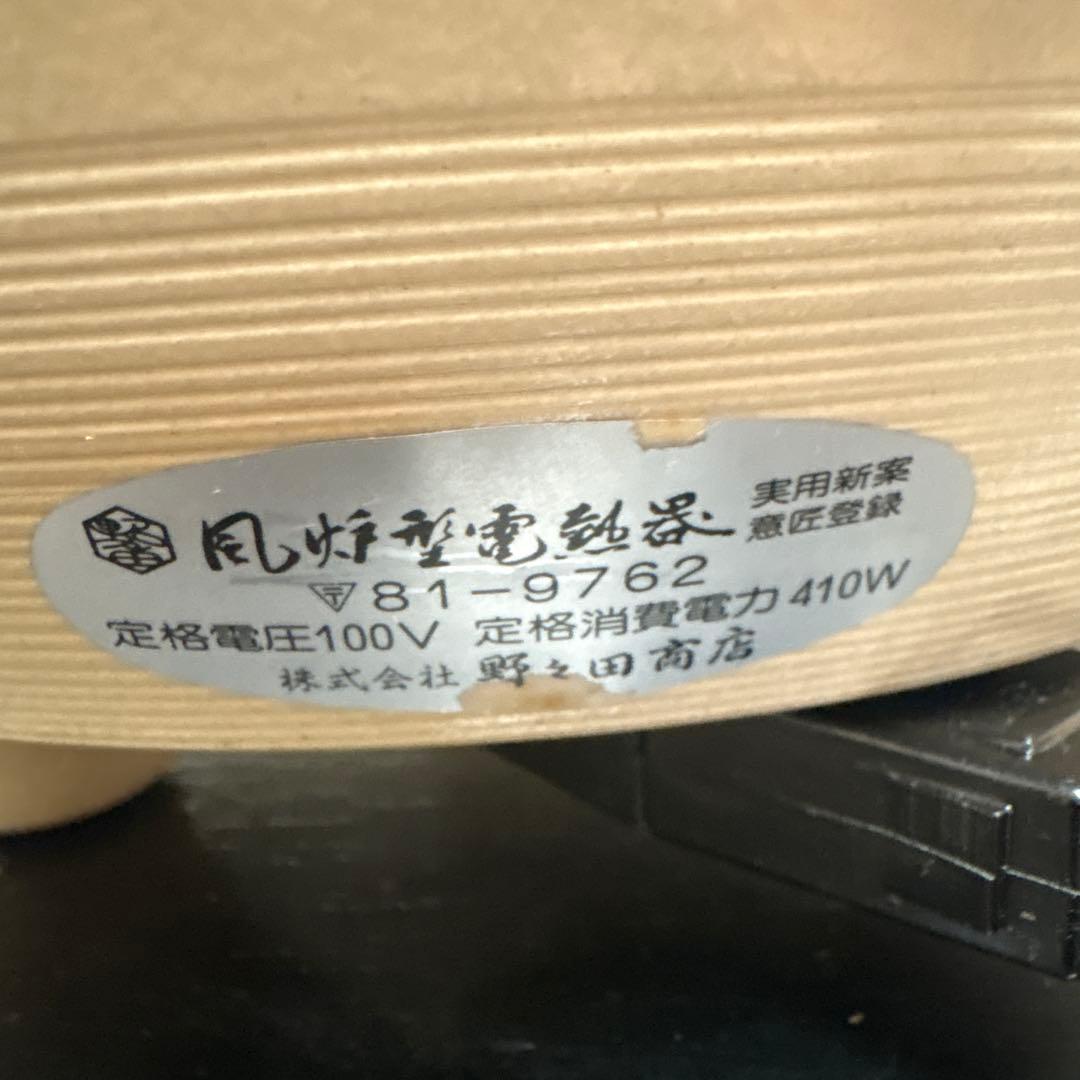 風炉型電熱器
実用新案
意匠登録
〒81-9762
定格電圧100V 定格消費電力410W
株式会社 野々田商店